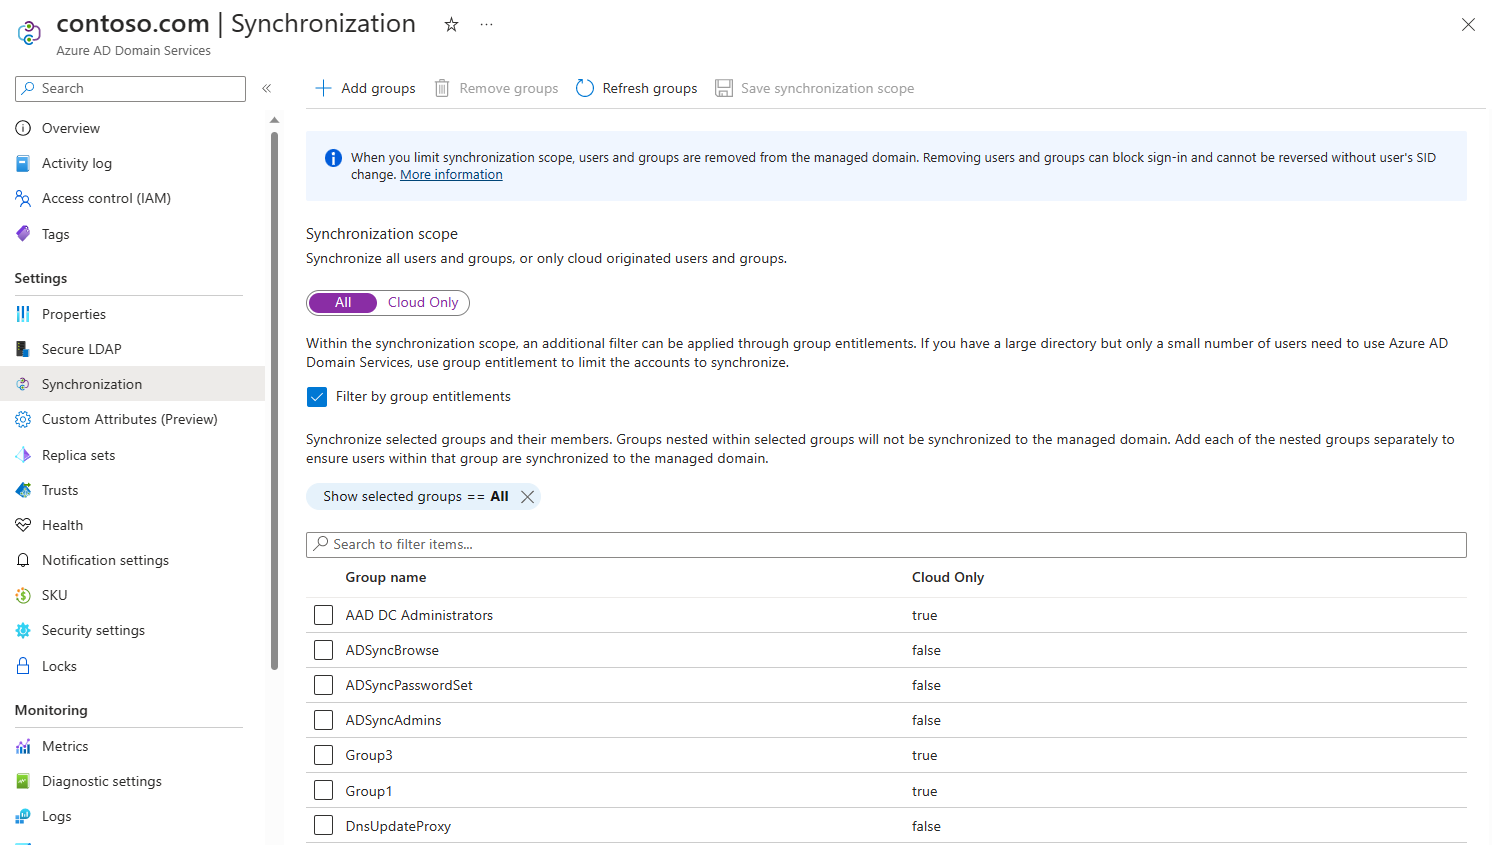 contoso.com | Synchronization
Azure AD Domain Services
Search
Overview
Activity log
Access control (IAM)
Tags
Settings
Properties
Secure LDAP
Synchronization
Custom Attributes (Preview)
Replica sets
Trusts
Health
Notification settings
SKU
Security settings
Locks
Monitoring
Metrics
Diagnostic settings
Logs
Add groups Remove groups Refresh groups Save synchronization scope
When you limit synchronization scope, users and groups are removed from the managed domain. Removing users and groups can block sign-in and cannot be reversed without user's SID
change. More information
Synchronization scope
Synchronize all users and groups, or only cloud originated users and groups.
All Cloud Only
Within the synchronization scope, an additional filter can be applied through group entitlements. If you have a large directory but only a small number of users need to use Azure AD
Domain Services, use group entitlement to limit the accounts to synchronize.
Filter by group entitlements
Synchronize selected groups and their members. Groups nested within selected groups will not be synchronized to the managed domain. Add each of the nested groups separately to
ensure users within that group are synchronized to the managed domain.
Show selected groups == All
Search to filter items...
Group name Cloud Only
AAD DC Administrators true
ADSyncBrowse false
ADSyncPasswordSet false
ADSyncAdmins false
Group3 true
Group1 true
DnsUpdateProxy false